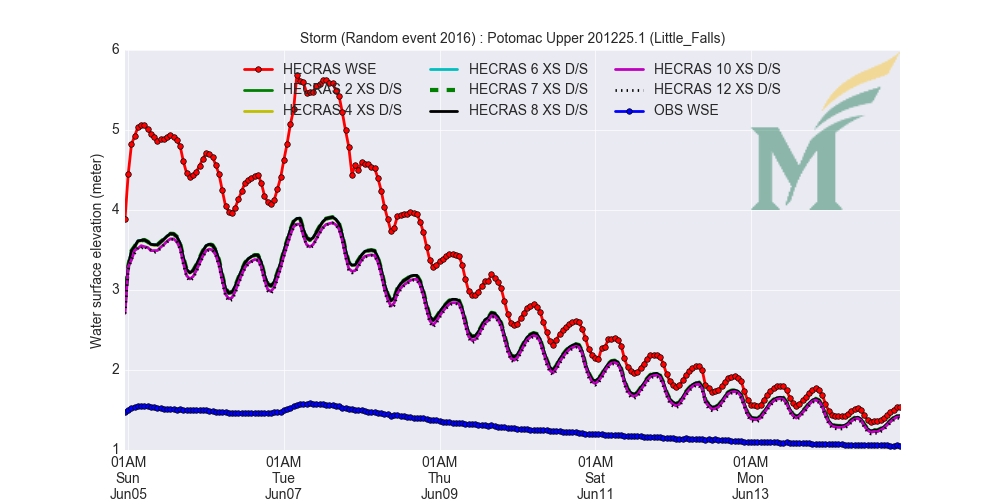 Storm (Random event 2016) : Potomac Upper 201225.1 (Little_Falls)
HECRAS WSE
HECRAS 2 XS D/S
HECRAS 4 XS D/S
HECRAS 6 XS D/S
HECRAS 7 XS D/S
HECRAS 8 XS D/S
HECRAS 10 XS D/S
HECRAS 12 XS D/S
OBS WSE
M
Water surface elevation (meter)
6
5
4
3
2
1
01AM
Sun
Jun05
01AM
Tue
Jun07
01AM
Thu
Jun09
01AM
Sat
Jun11
01AM
Mon
Jun13